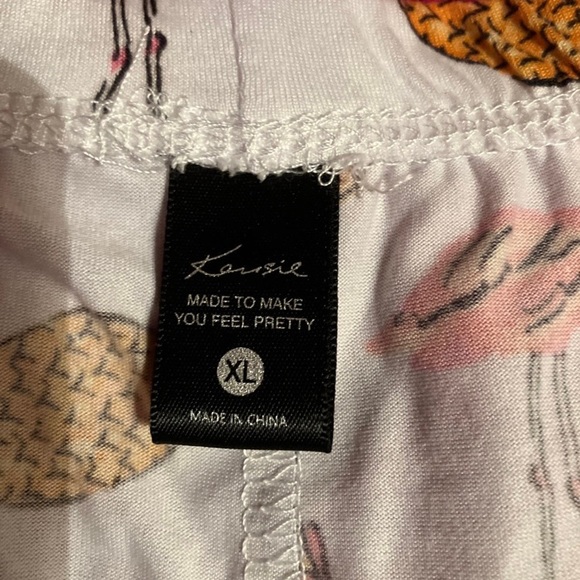 Kensie
MADE TO MAKE
YOU FEEL PRETTY
XL
MADE IN CHINA